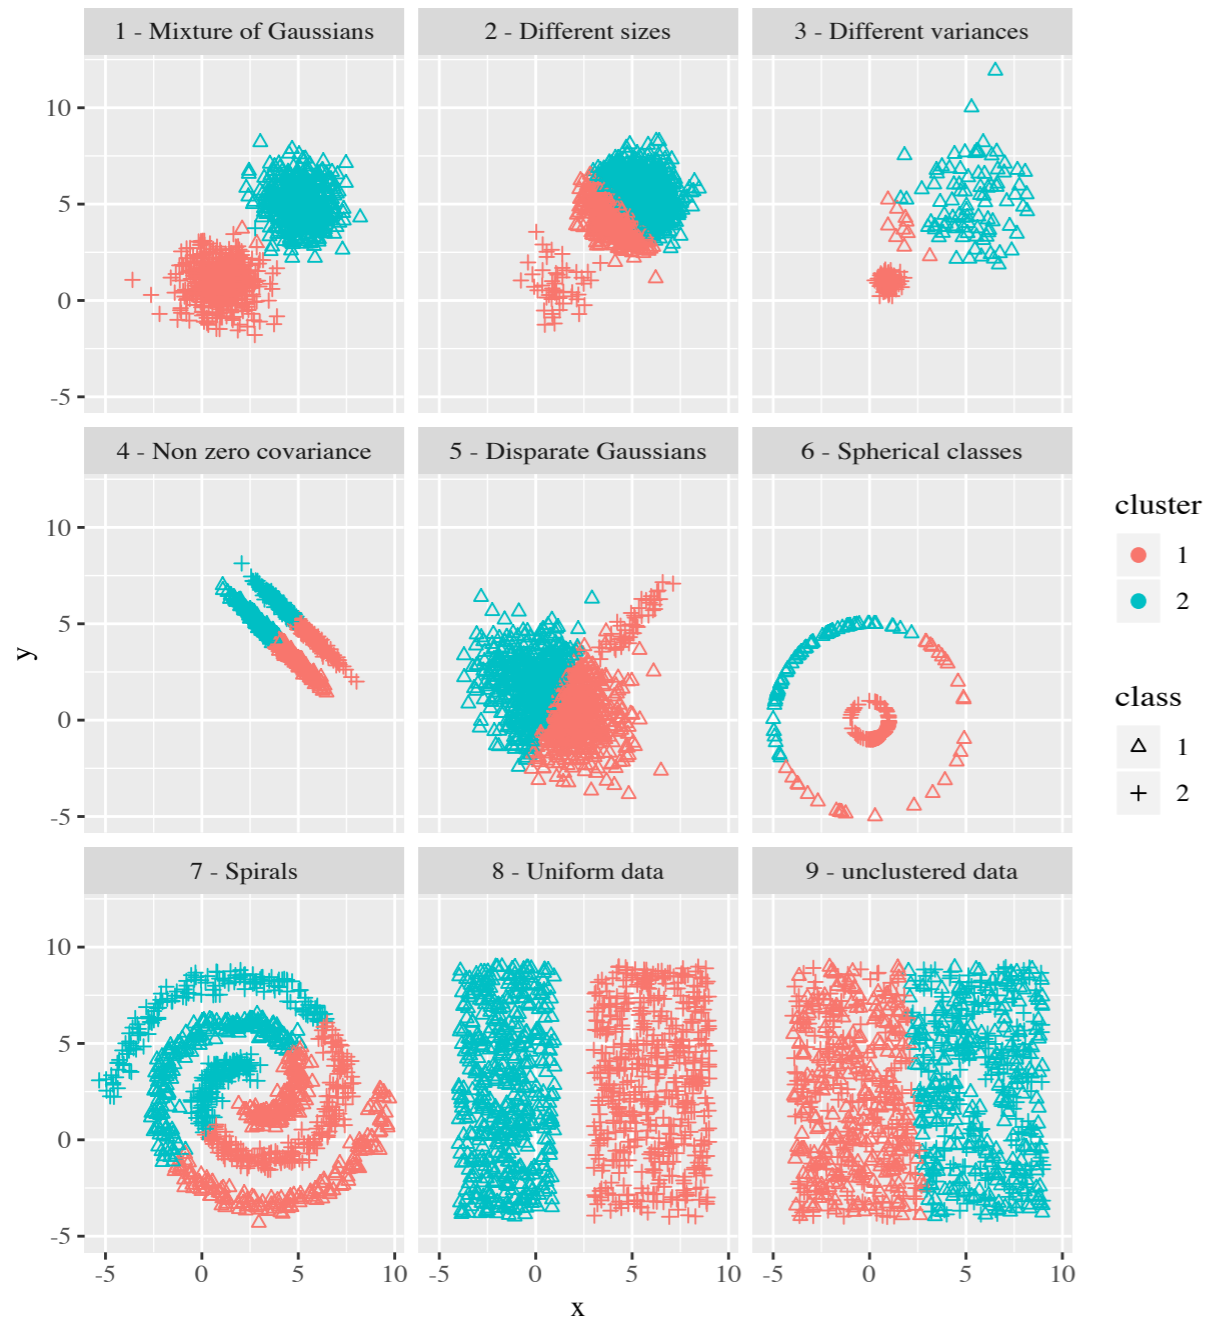 1 - Mixture of Gaussians
2 - Different sizes
3 - Different variances
10
5
0
-5
4 - Non zero covariance
5 - Disparate Gaussians
6 - Spherical classes
10
5
0
-5
y
cluster
1
2
class
1
2
7 - Spirals
8 - Uniform data
9 - unclustered data
10
5
0
-5
-5 0 5 10
-5 0 5 10
-5 0 5 10
x